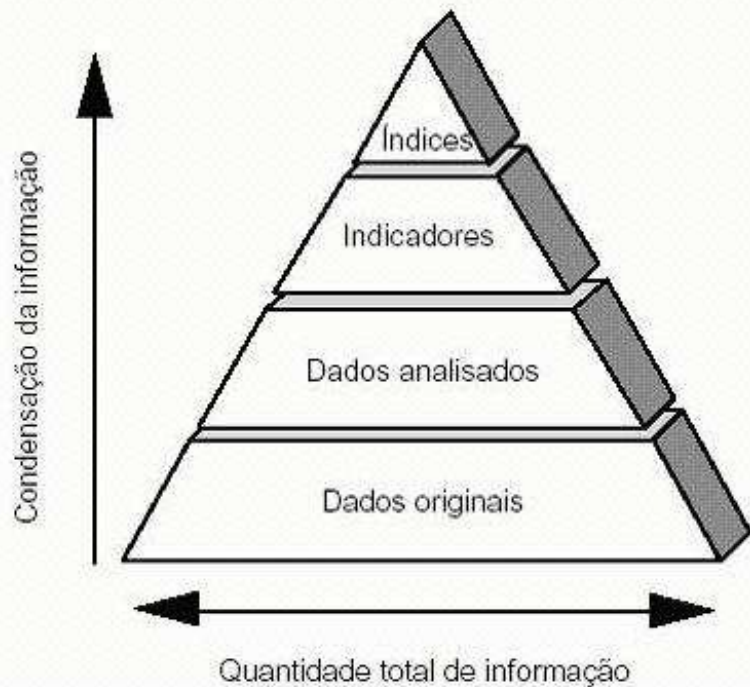 Condensação da informação
Índices
Indicadores
Dados analisados
Dados originais
Quantidade total de informação